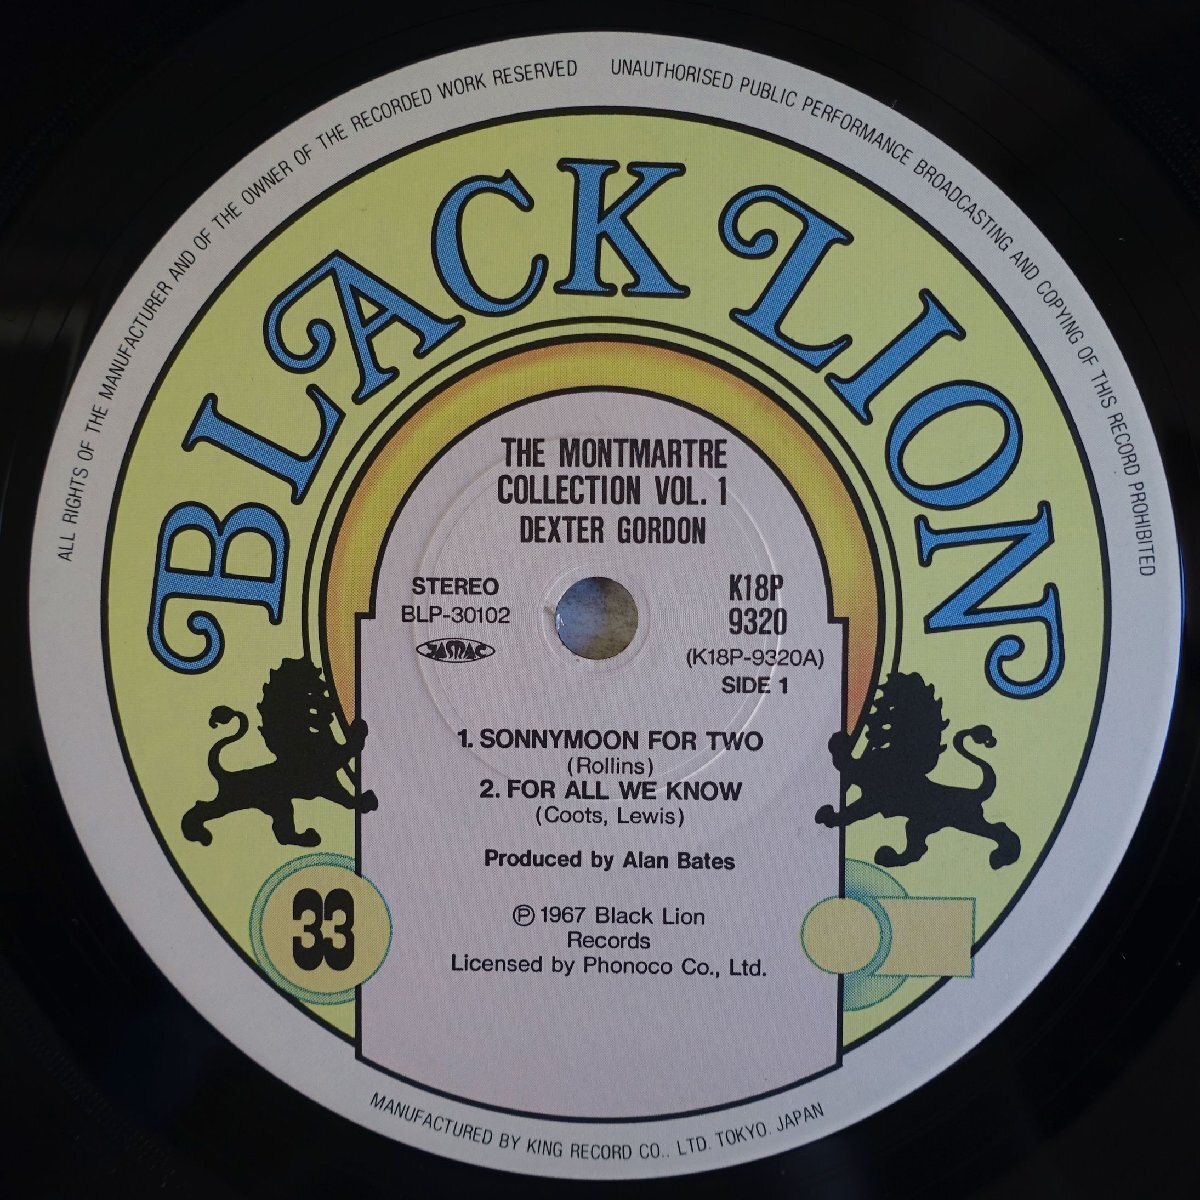 ALL RIGHTS OF THE MANUFACTURER AND OF THE OWNER OF THE RECORDED WORK RESERVED UNAUTHORISED PUBLIC PERFORMANCE BROADCASTING AND COPYING OF THIS RECORD PROHIBITED
BLACK LION
THE MONTMARTRE
COLLECTION VOL. 1
DEXTER GORDON
STEREO
BLP-30102
JASRAC
K18P
9320
(K18P-9320A)
SIDE 1
1. SONNYMOON FOR TWO
(Rollins)
2. FOR ALL WE KNOW
(Coots, Lewis)
Produced by Alan Bates
33
℗ 1967 Black Lion
Records
Licensed by Phonoco Co., Ltd.
MANUFACTURED BY KING RECORD CO., LTD. TOKYO. JAPAN